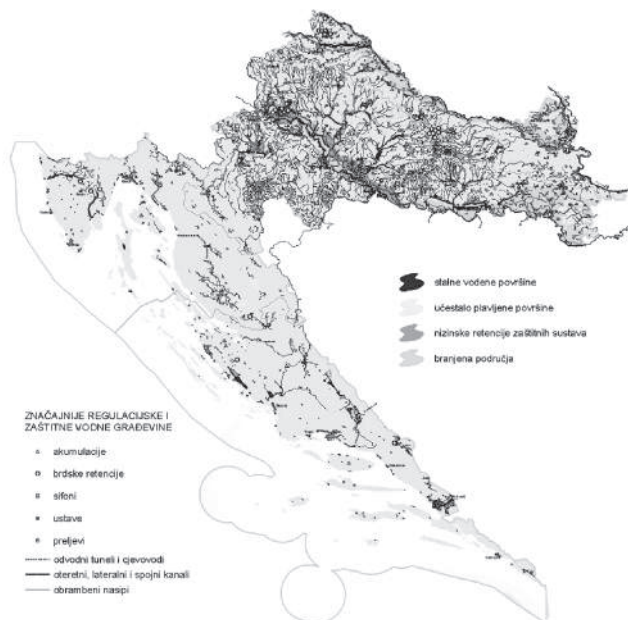 stalne vodene površine
učestalo plavljene površine
nizinske retencije zaštitnih sustava
branjena područja
ZNAČAJNIJE REGULACIJSKE I
ZAŠTITNE VODNE GRAĐEVINE
akumulacije
brdske retencije
sifoni
ustave
preljevi
odvodni tuneli i cjevovodi
oteretni, lateralni i spojni kanali
obrambeni nasipi